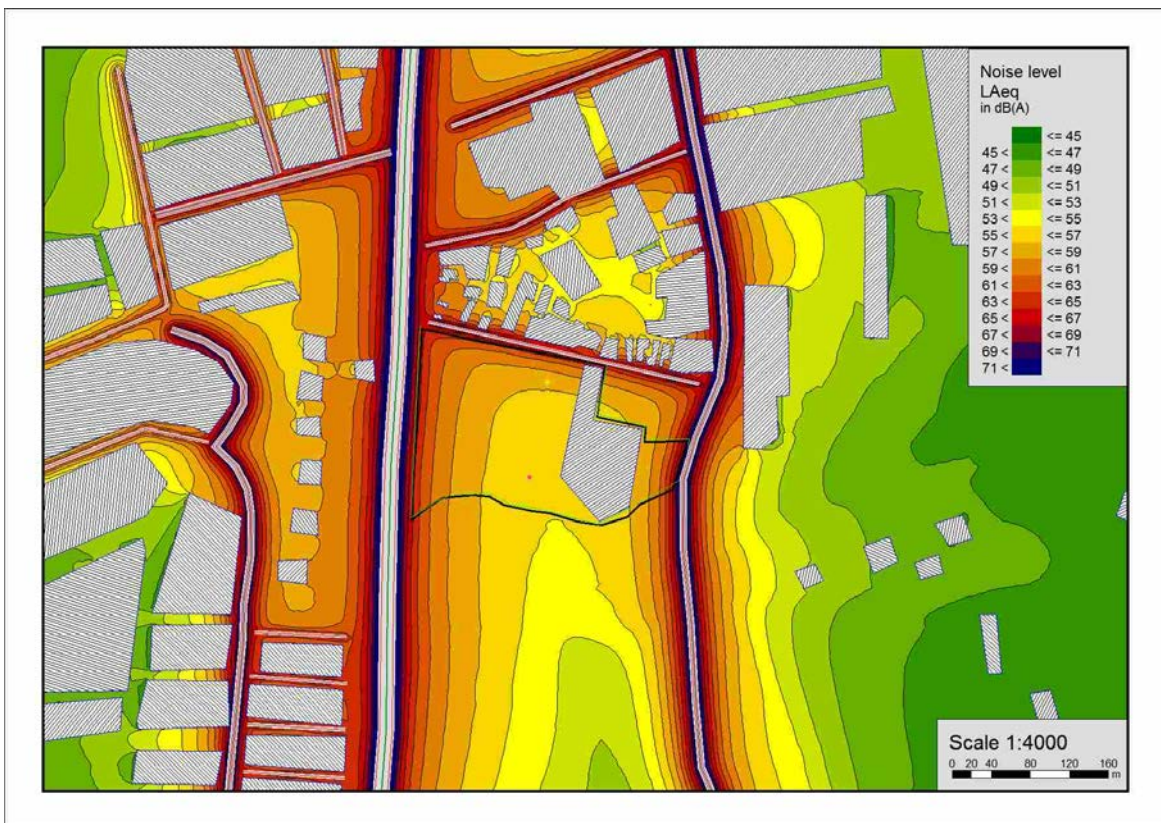 Noise level
LAeq
in dB(A)
<= 45
45 < <= 47
47 < <= 49
49 < <= 51
51 < <= 53
53 < <= 55
55 < <= 57
57 < <= 59
59 < <= 61
61 < <= 63
63 < <= 65
65 < <= 67
67 < <= 69
69 < <= 71
71 <
Scale 1:4000
0 20 40 80 120 160
m